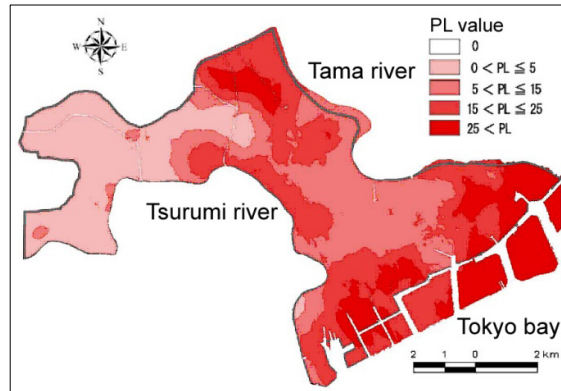 N
W E
S
PL value
0
0 < PL ≦ 5
5 < PL ≦ 15
15 < PL ≦ 25
25 < PL
Tama river
Tsurumi river
Tokyo bay
2 1 0 2 km